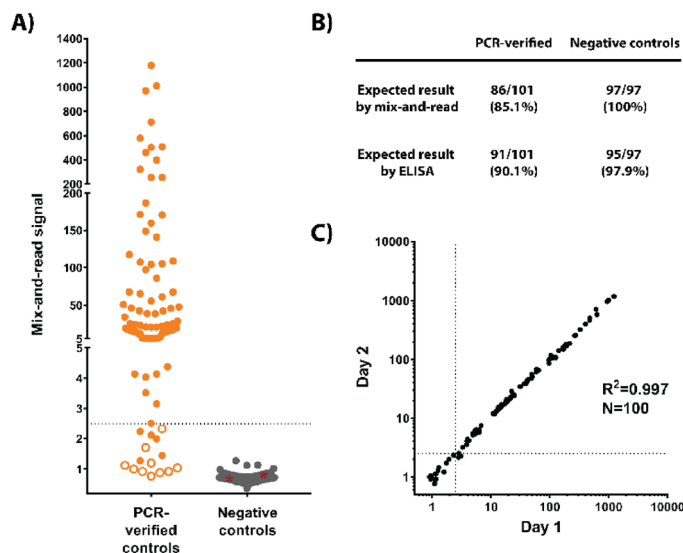 A)
1400
1200
1000
800
600
400
200
200
150
100
50
5
5
4
3
2
1
Mix-and-read signal
PCR-
verified
controls
Negative
controls
B)
PCR-verified Negative controls
Expected result
by mix-and-read
86/101
(85.1%)
97/97
(100%)
Expected result
by ELISA
91/101
(90.1%)
95/97
(97.9%)
C)
10000
1000
100
10
1
Day 2
R²=0.997
N=100
1 10 100 1000 10000
Day 1